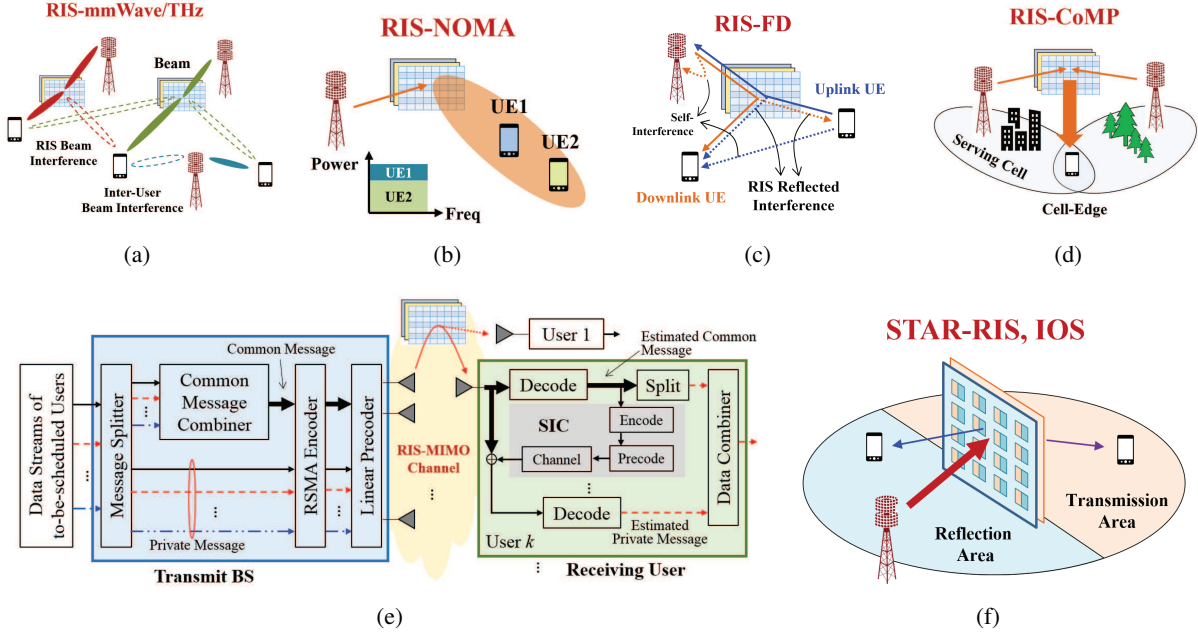 RIS-mmWave/THz
Beam
RIS Beam
Interference
Inter-User
Beam Interference
(a)
RIS-NOMA
UE1
UE2
Power
UE1
UE2
Freq
(b)
RIS-FD
Uplink UE
Self-
Interference
Downlink UE
RIS Reflected
Interference
(c)
RIS-CoMP
Serving Cell
Cell-Edge
(d)
Data Streams of
to-be-scheduled Users
Message Splitter
Common
Message
Combiner
Common
Message
RSMA Encoder
Linear Precoder
...
...
...
...
Private Message
Transmit BS
RIS-MIMO
Channel
...
User 1
Estimated Common
Message
Decode
Split
SIC
Encode
Channel
Precode
...
Decode
Estimated
Private Message
Data Combiner
User k
...
Receiving User
(e)
STAR-RIS, IOS
Transmission
Area
Reflection
Area
(f)